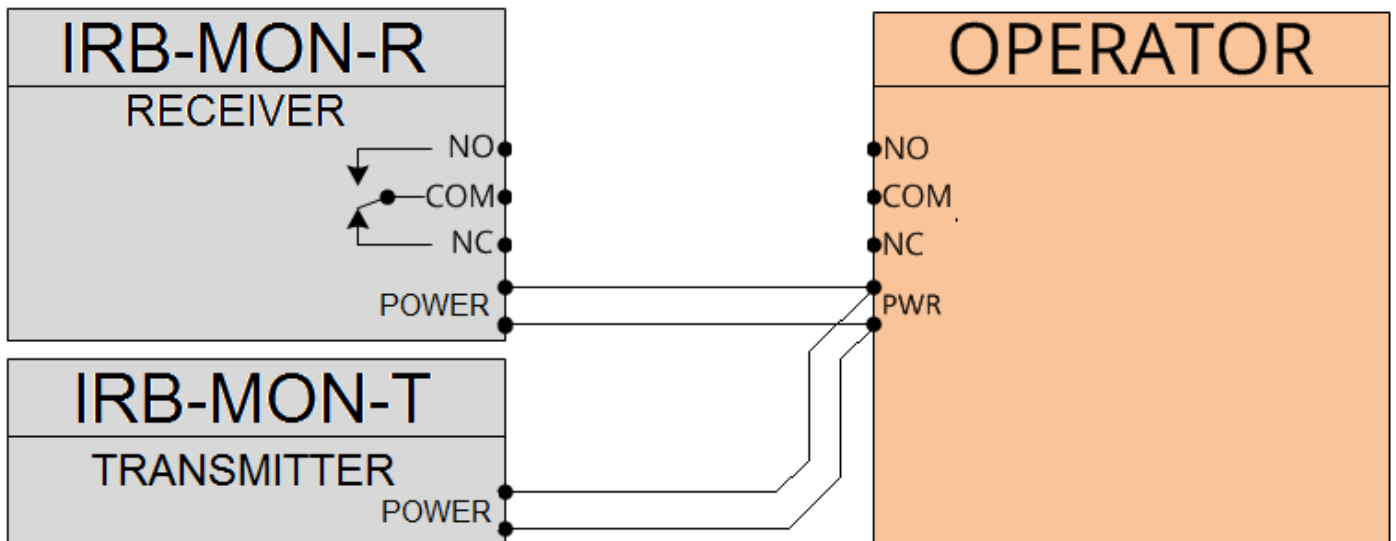 IRB-MON-R
RECEIVER
NO
COM
NC
POWER
IRB-MON-T
TRANSMITTER
POWER
OPERATOR
NO
COM
NC
PWR